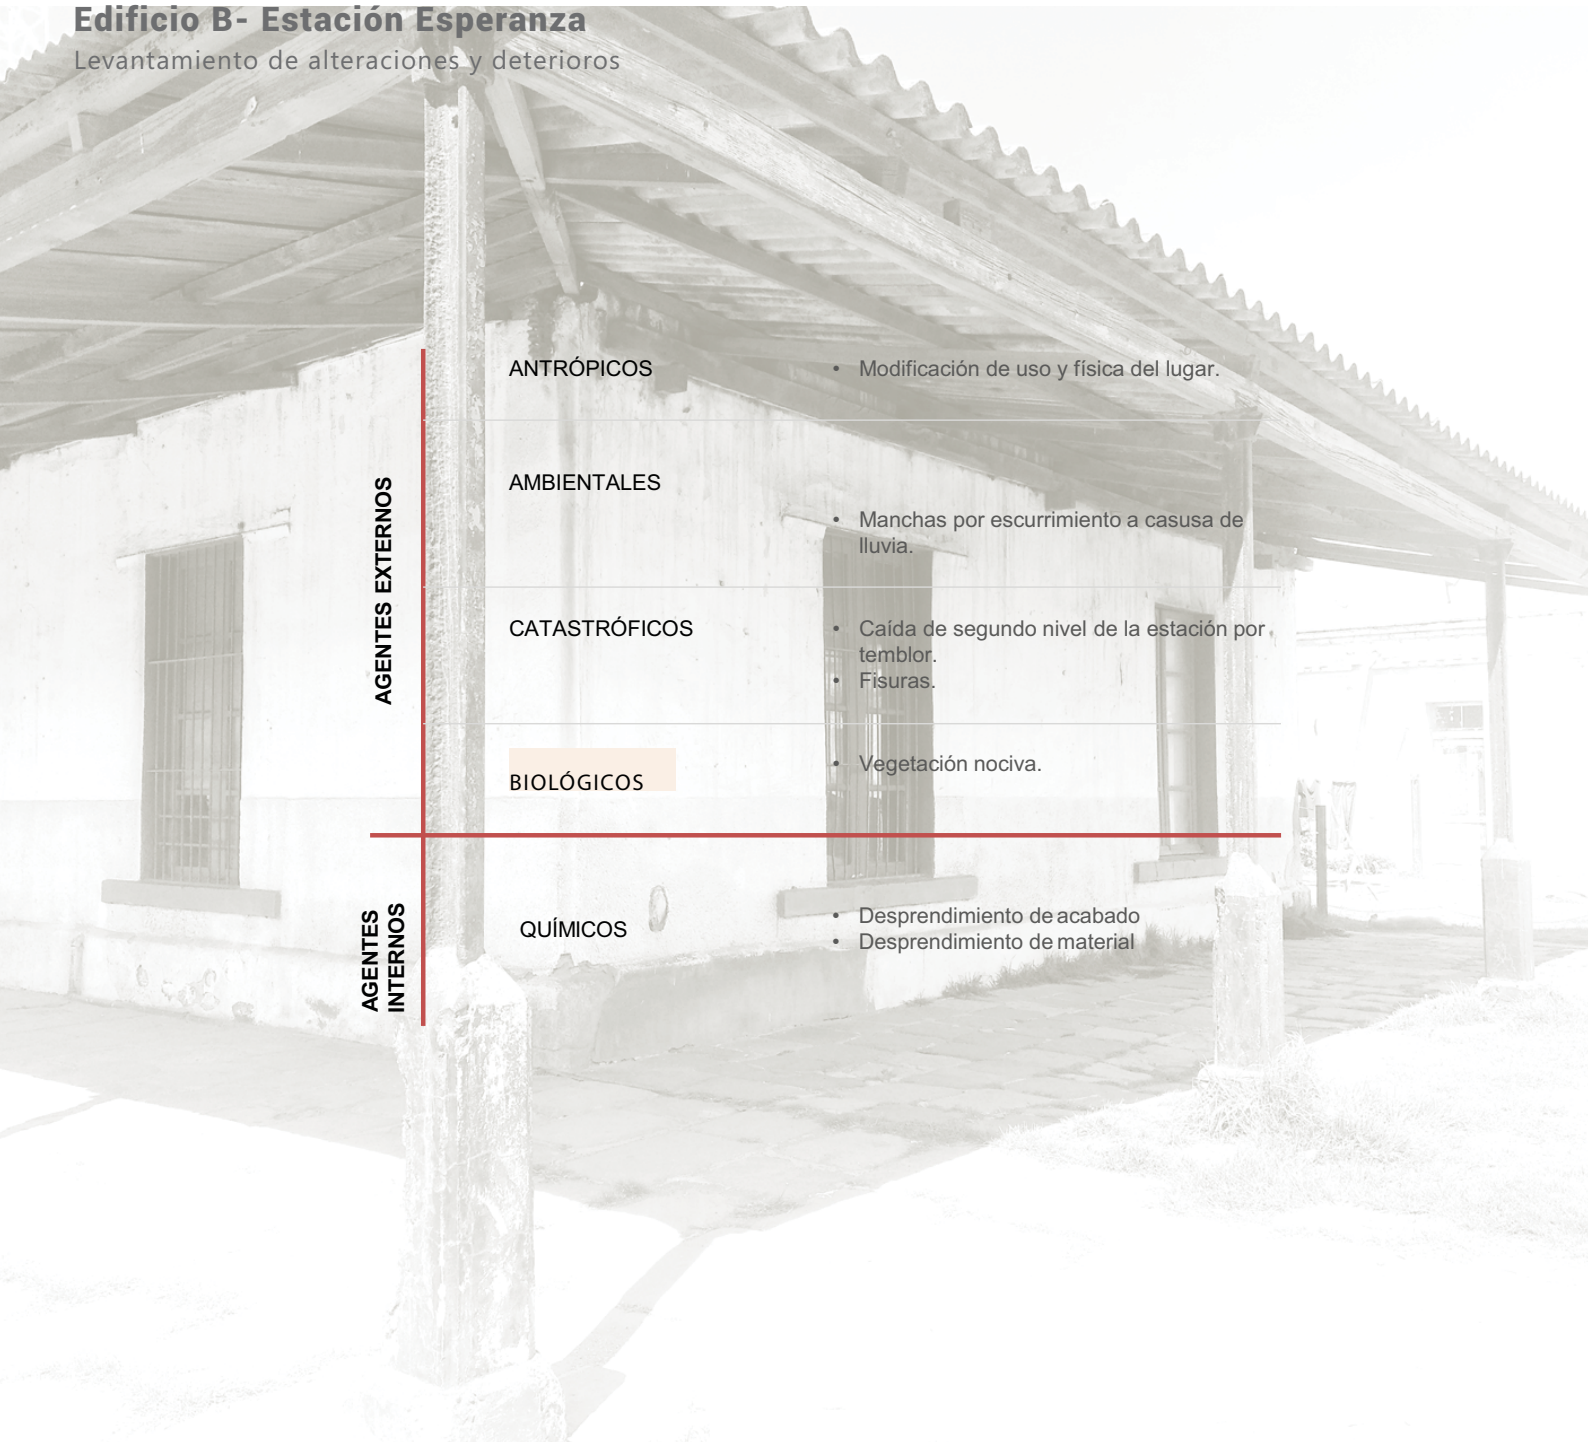 Edificio B- Estación Esperanza
Levantamiento de alteraciones y deterioros
AGENTES EXTERNOS
ANTRÓPICOS
• Modificación de uso y física del lugar.
AMBIENTALES
• Manchas por escurrimiento a casusa de
lluvia.
CATASTRÓFICOS
• Caída de segundo nivel de la estación por
temblor.
• Fisuras.
BIOLÓGICOS
• Vegetación nociva.
AGENTES
INTERNOS
QUÍMICOS
• Desprendimiento de acabado
• Desprendimiento de material